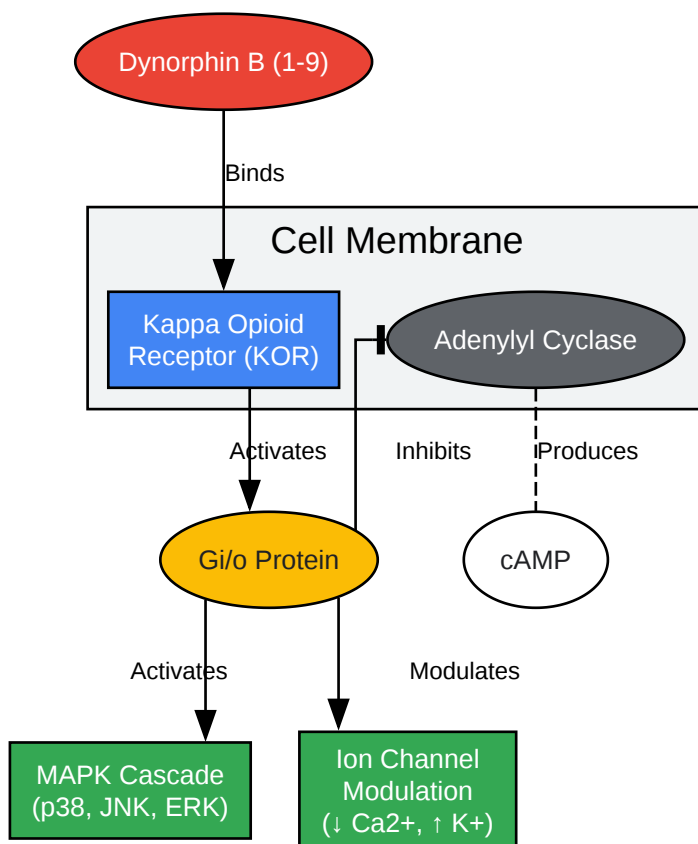 Dynorphin B (1-9)
Binds
Cell Membrane
Kappa Opioid
Receptor (KOR)
Adenylyl Cyclase
Activates
Inhibits
Produces
Gi/o Protein
cAMP
Activates
Modulates
MAPK Cascade
(p38, JNK, ERK)
Ion Channel
Modulation
(↓ Ca2+, ↑ K+)